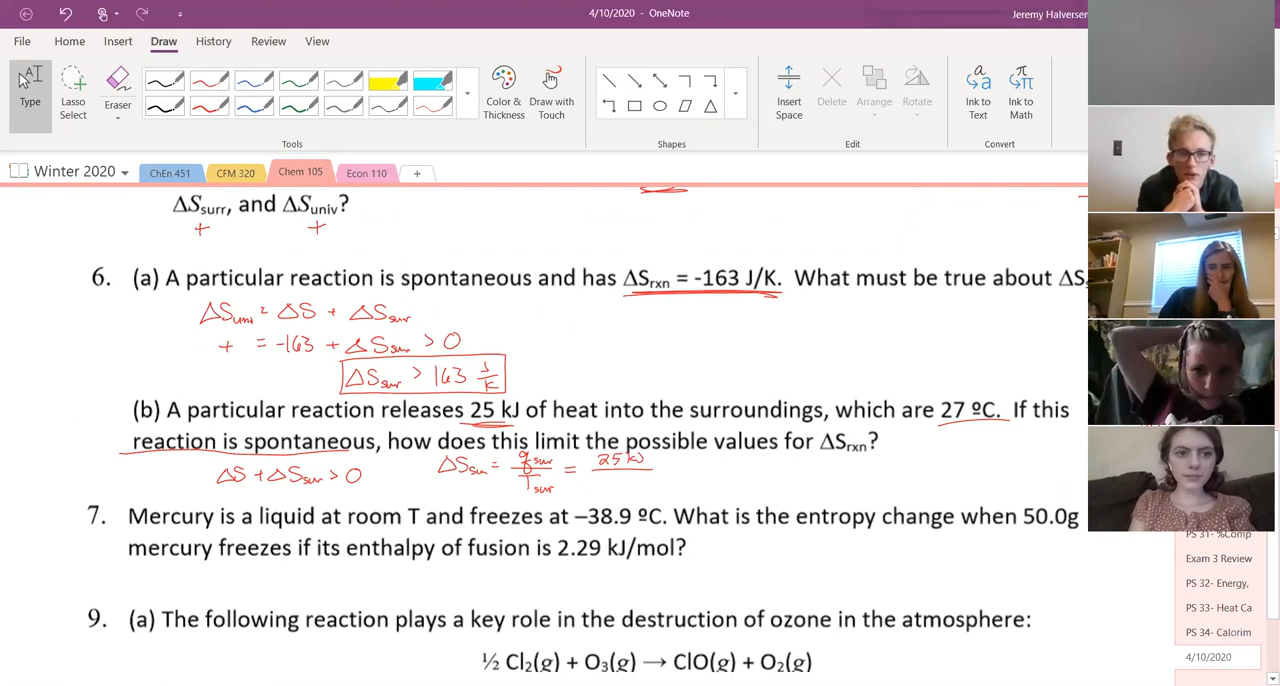 4/10/2020 - OneNote
Jeremy Halversen
File Home Insert Draw History Review View
Type
Lasso Select
Eraser
Color & Thickness
Draw with Touch
Insert Space
Delete
Arrange
Rotate
Ink to Text
Ink to Math
Tools
Shapes
Edit
Convert
Winter 2020
ChEn 451
CFM 320
Chem 105
Econ 110
ΔSsurr, and ΔSuniv?
+ +
6. (a) A particular reaction is spontaneous and has ΔSrxn = -163 J/K. What must be true about ΔS
ΔSuni = ΔS + ΔSsur
+ = -163 + ΔSsur > 0
ΔSsur > 163 J/K
(b) A particular reaction releases 25 kJ of heat into the surroundings, which are 27 ºC. If this
reaction is spontaneous, how does this limit the possible values for ΔSrxn?
ΔS + ΔSsur > 0
ΔSsur = qsur/Tsur = 25 kJ
7. Mercury is a liquid at room T and freezes at –38.9 ºC. What is the entropy change when 50.0g
mercury freezes if its enthalpy of fusion is 2.29 kJ/mol?
9. (a) The following reaction plays a key role in the destruction of ozone in the atmosphere:
½ Cl2(g) + O3(g) → ClO(g) + O2(g)
PS 31- %Comp
Exam 3 Review
PS 32- Energy,
PS 33- Heat Ca
PS 34- Calorim
4/10/2020